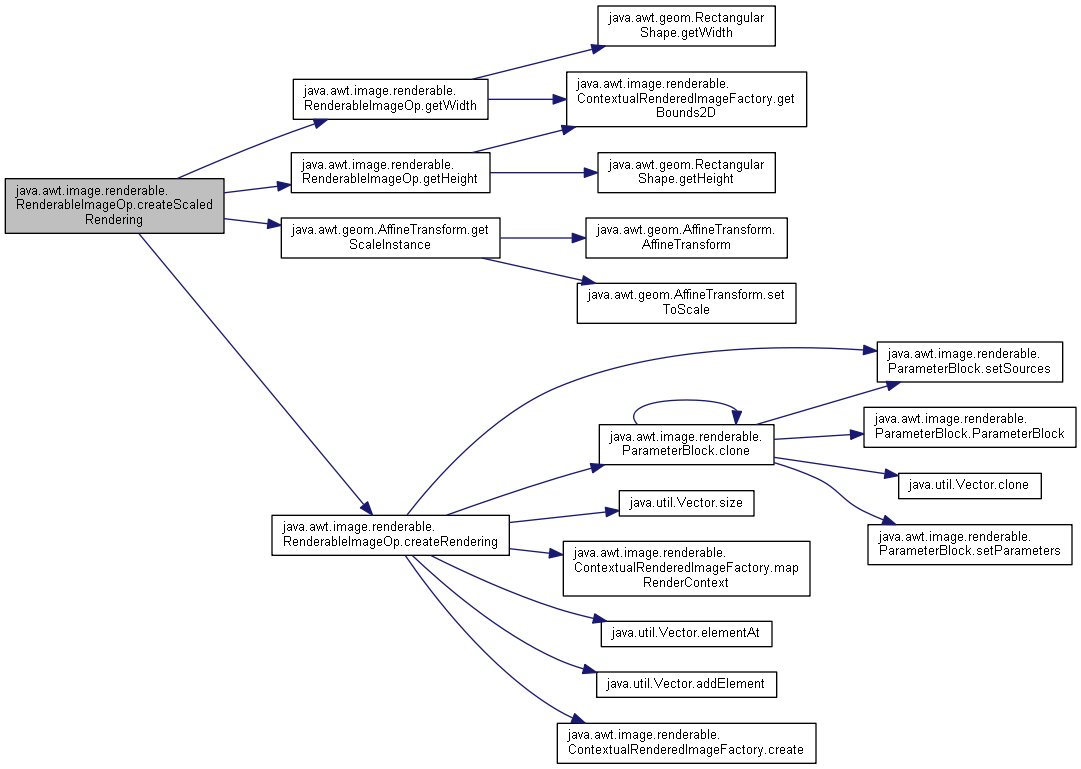 java.awt.image.renderable.
RenderableImageOp.createScaled
Rendering
java.awt.image.renderable.
RenderableImageOp.getWidth
java.awt.geom.Rectangular
Shape.getWidth
java.awt.image.renderable.
ContextualRenderedImageFactory.get
Bounds2D
java.awt.image.renderable.
RenderableImageOp.getHeight
java.awt.geom.Rectangular
Shape.getHeight
java.awt.geom.AffineTransform.get
ScaleInstance
java.awt.geom.AffineTransform.
AffineTransform
java.awt.geom.AffineTransform.set
ToScale
java.awt.image.renderable.
RenderableImageOp.createRendering
java.awt.image.renderable.
ParameterBlock.setSources
java.awt.image.renderable.
ParameterBlock.clone
java.awt.image.renderable.
ParameterBlock.ParameterBlock
java.util.Vector.clone
java.awt.image.renderable.
ParameterBlock.setParameters
java.util.Vector.size
java.awt.image.renderable.
ContextualRenderedImageFactory.map
RenderContext
java.util.Vector.elementAt
java.util.Vector.addElement
java.awt.image.renderable.
ContextualRenderedImageFactory.create